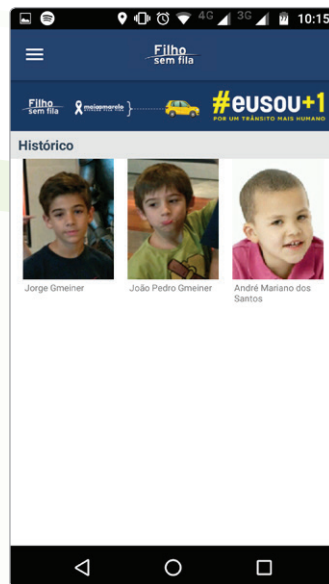 4G 3G 10:15
Filho
sem fila
Filho
sem fila
maioamarelo
#eusou+1
POR UM TRÂNSITO MAIS HUMANO
Histórico
Jorge Gmeiner
João Pedro Gmeiner
André Mariano dos
Santos